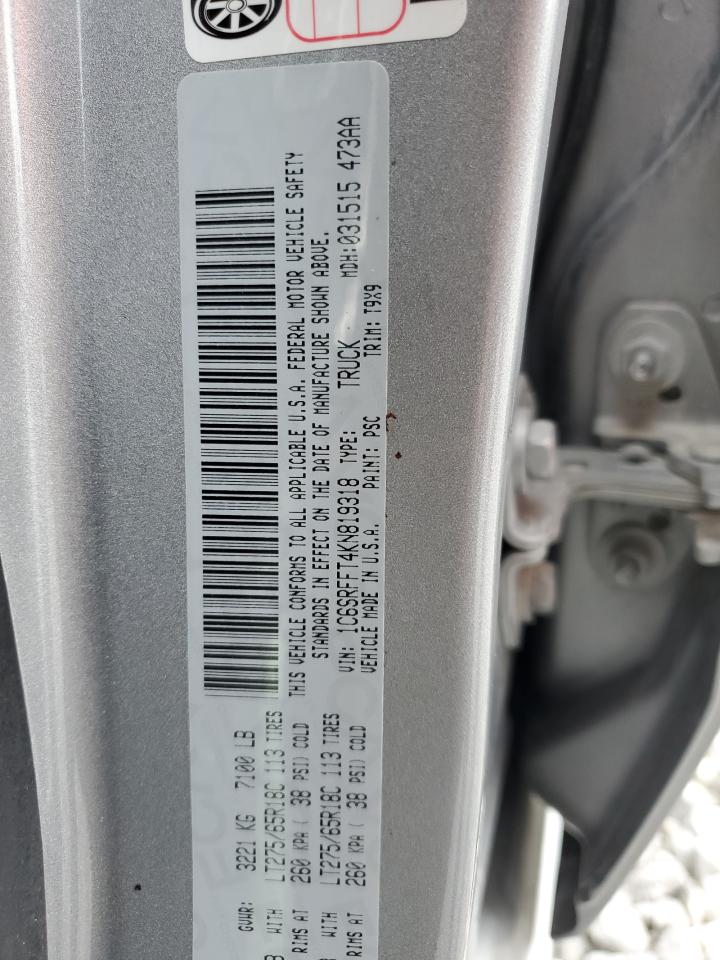 GVWR: 3221 KG 7100 LB
WITH LT275/65R18C 113 TIRES
RIMS AT 260 KPA ( 38 PSI) COLD
WITH LT275/65R18C 113 TIRES
RIMS AT 260 KPA ( 38 PSI) COLD
THIS VEHICLE CONFORMS TO ALL APPLICABLE U.S.A. FEDERAL MOTOR VEHICLE SAFETY
STANDARDS IN EFFECT ON THE DATE OF MANUFACTURE SHOWN ABOVE.
VIN: 1C6SRFFT4KN819318 TYPE: TRUCK MDH:031515 473AA
VEHICLE MADE IN U.S.A. PAINT: PSC TRIM: T9X9